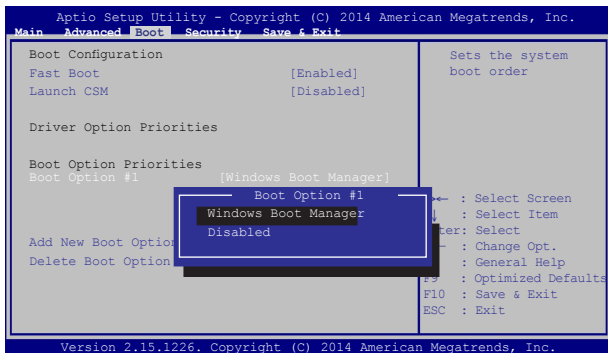 Aptio Setup Utility - Copyright (C) 2014 American Megatrends, Inc.
Main Advanced Boot Security Save & Exit
Boot Configuration
Fast Boot [Enabled]
Launch CSM [Disabled]
Driver Option Priorities
Boot Option Priorities
Boot Option #1 [Windows Boot Manager]
Add New Boot Option
Delete Boot Option
Boot Option #1
Windows Boot Manager
Disabled
Sets the system
boot order
→← : Select Screen
: Select Item
ter: Select
— : Change Opt.
: General Help
F9 : Optimized Defaults
F10 : Save & Exit
ESC : Exit
Version 2.15.1226. Copyright (C) 2014 American Megatrends, Inc.